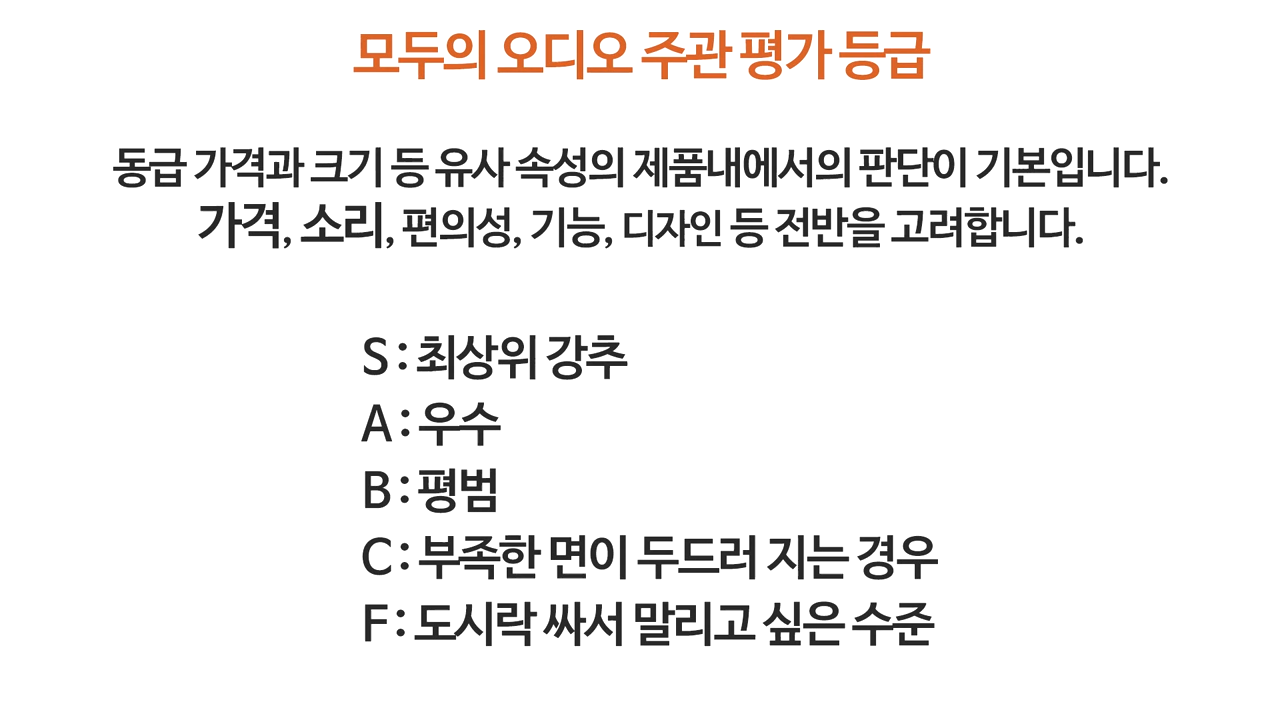 모두의 오디오 주관 평가 등급
동급 가격과 크기 등 유사 속성의 제품내에서의 판단이 기본입니다.
가격, 소리, 편의성, 기능, 디자인 등 전반을 고려합니다.
S : 최상위 강추
A : 우수
B : 평범
C : 부족한 면이 두드러 지는 경우
F : 도시락 싸서 말리고 싶은 수준